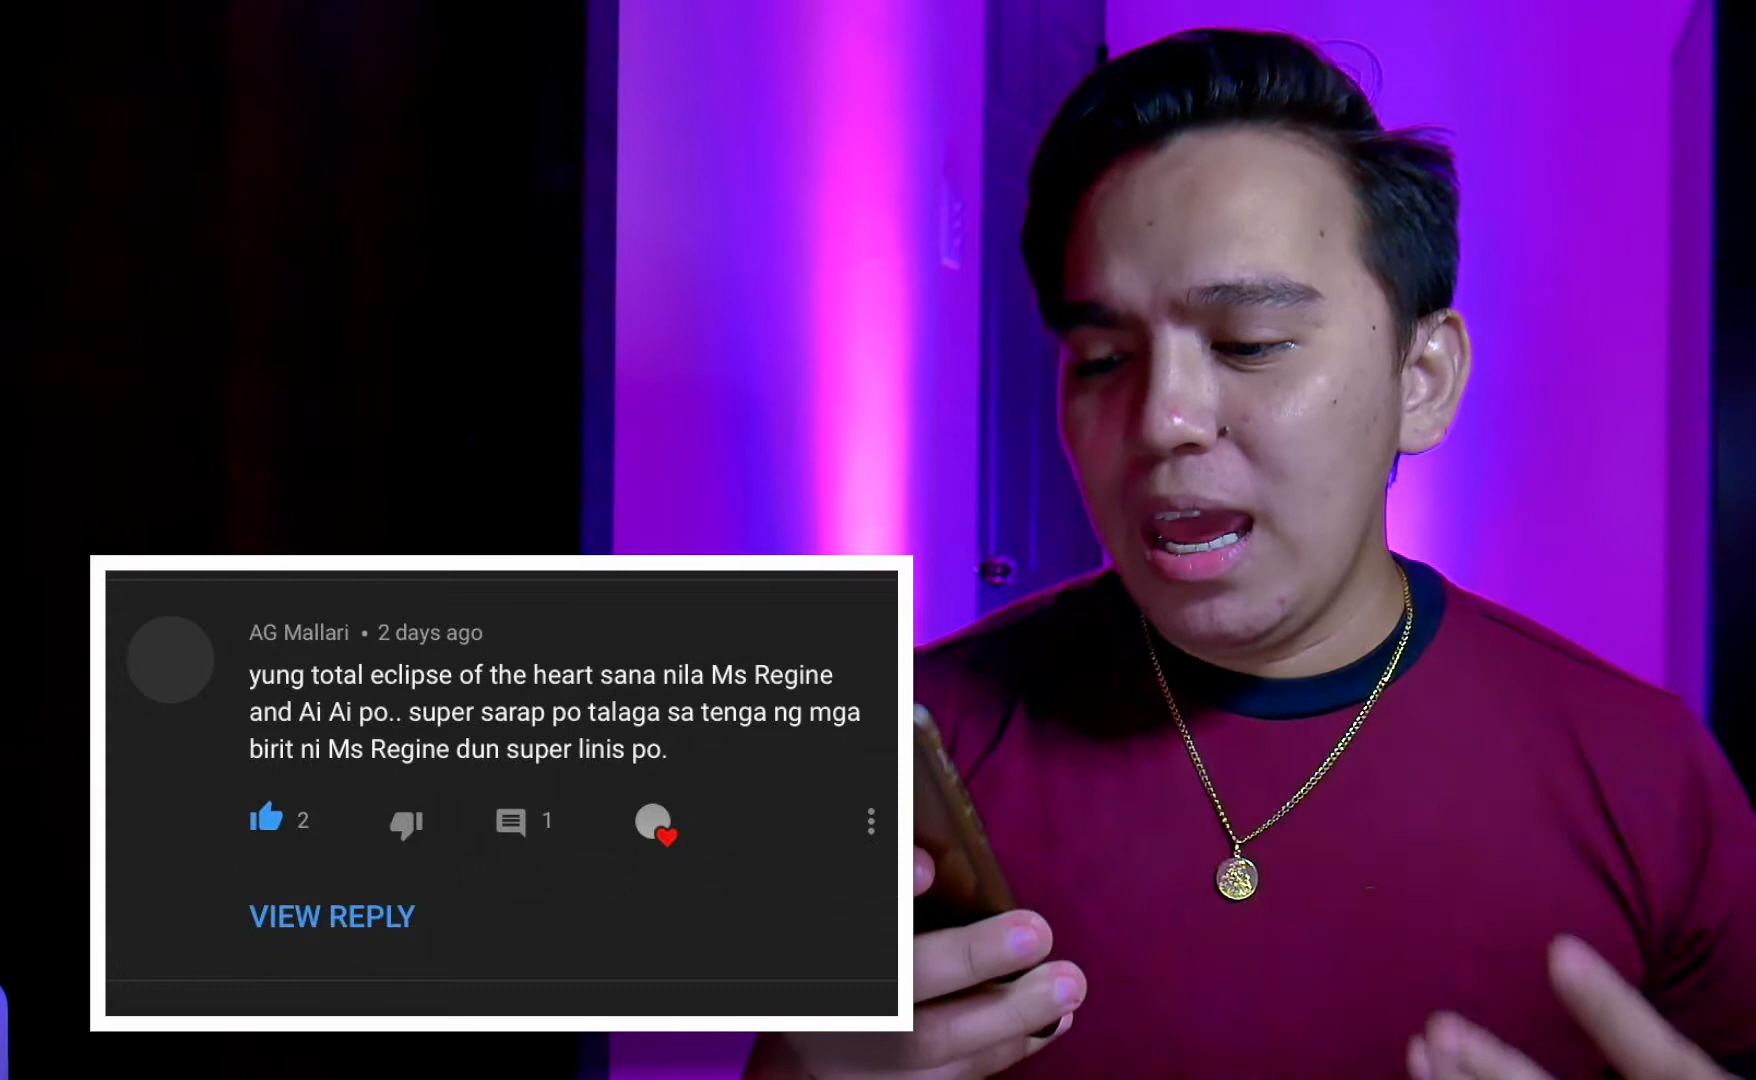 AG Mallari • 2 days ago
yung total eclipse of the heart sana nila Ms Regine
and Ai Ai po.. super sarap po talaga sa tenga ng mga
birit ni Ms Regine dun super linis po.
2 1
VIEW REPLY